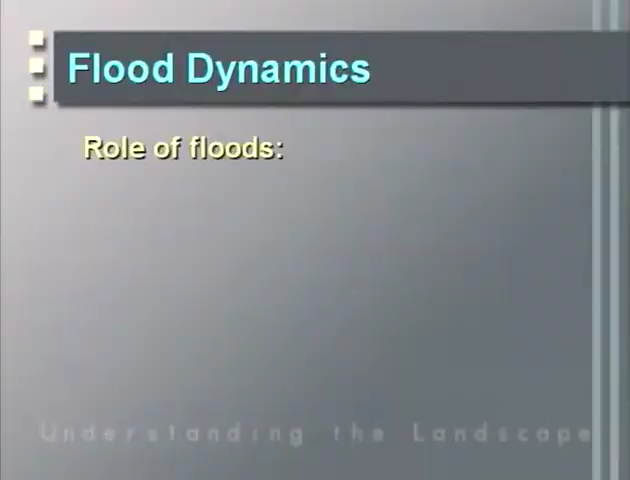 Flood Dynamics
Role of floods:
Understanding the Landscape